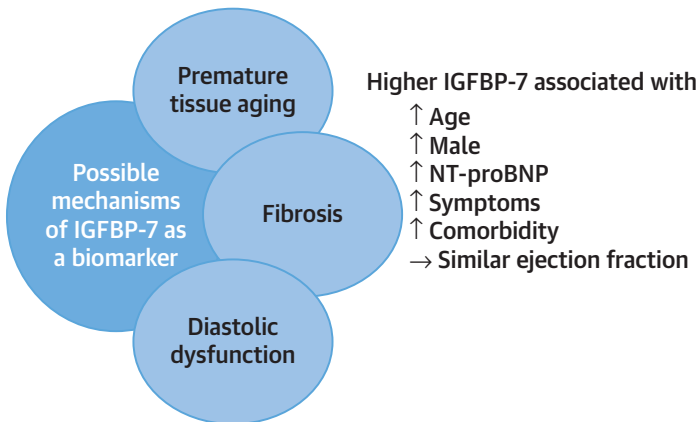 Premature
tissue aging
Possible
mechanisms
of IGFBP-7 as
a biomarker
Fibrosis
Diastolic
dysfunction
Higher IGFBP-7 associated with
↑ Age
↑ Male
↑ NT-proBNP
↑ Symptoms
↑ Comorbidity
→ Similar ejection fraction